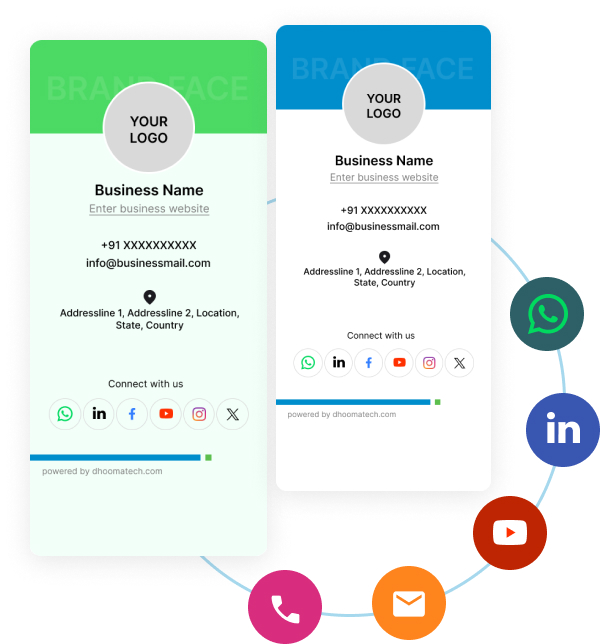 BRAND FACE
YOUR
LOGO
Business Name
Enter business website
+91 XXXXXXXXXX
info@businessmail.com
Addressline 1, Addressline 2, Location,
State, Country
Connect with us
in
powered by dhoomatech.com
BRAND FACE
YOUR
LOGO
Business Name
Enter business website
+91 XXXXXXXXXX
info@businessmail.com
Addressline 1, Addressline 2, Location,
State, Country
Connect with us
in
powered by dhoomatech.com
in